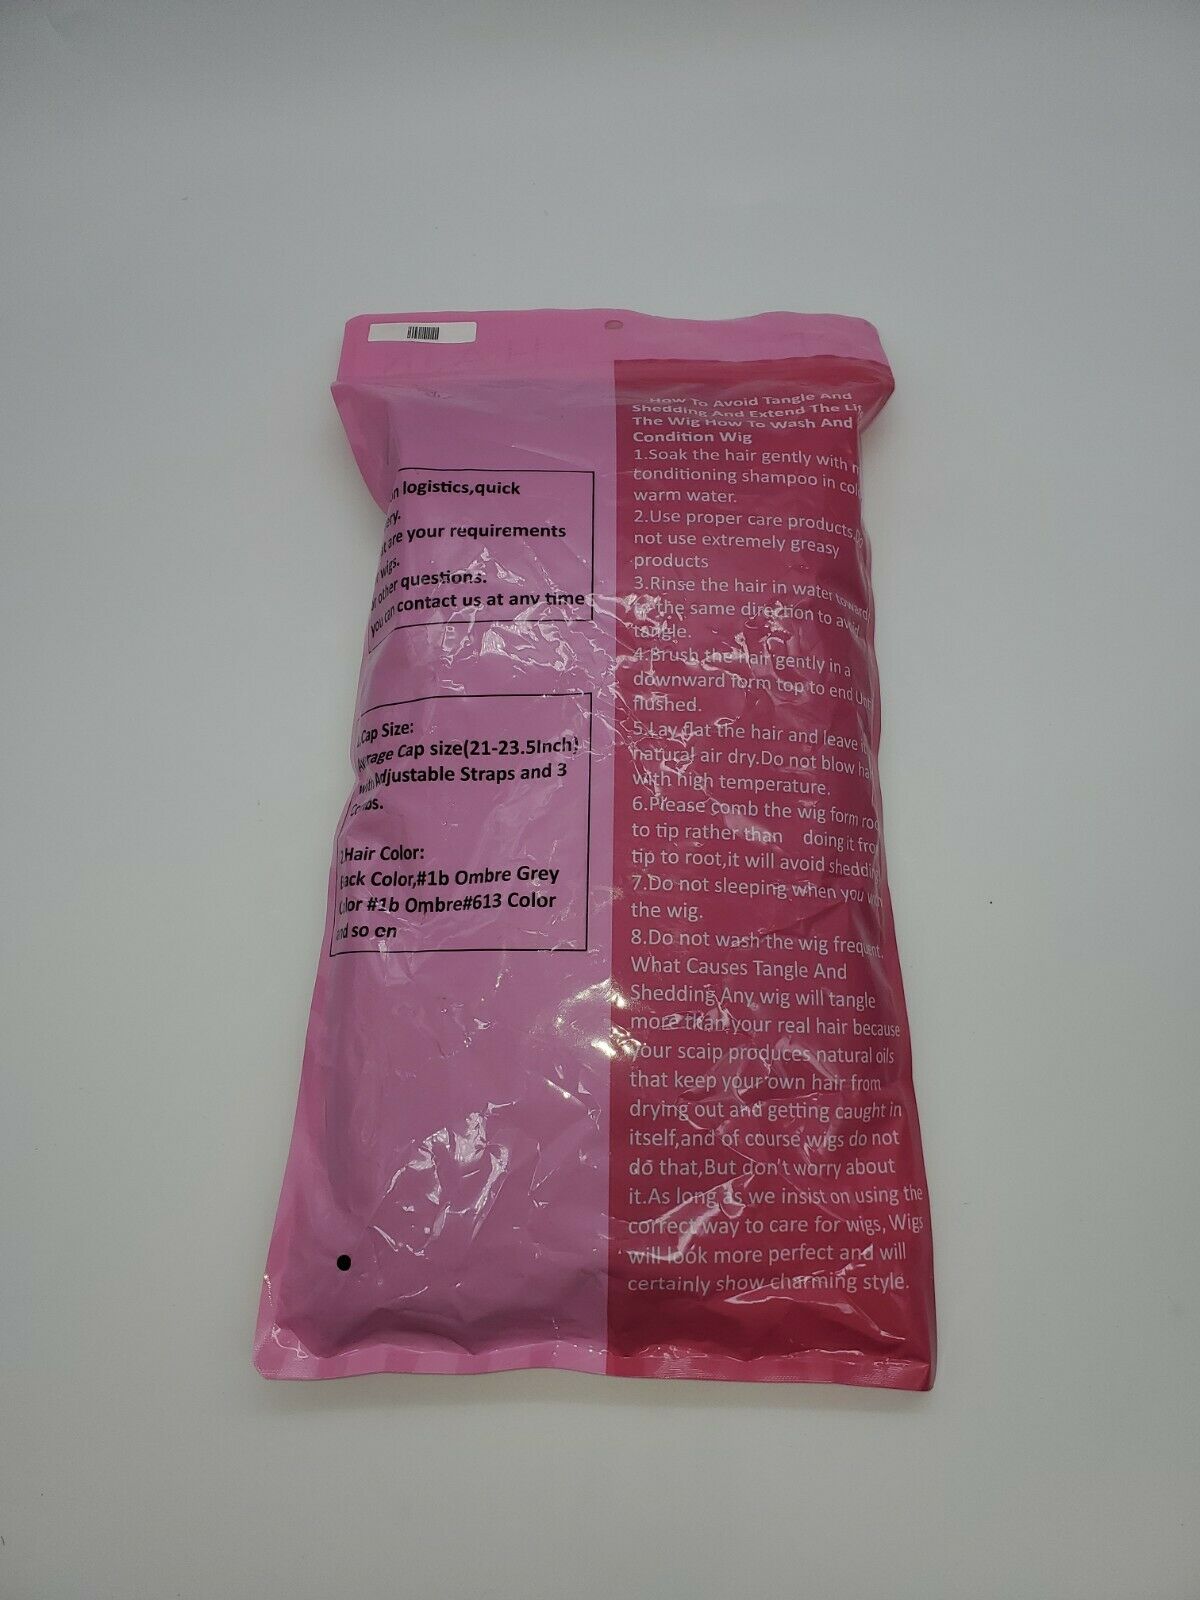 logistics,quick
are your requirements
wigs.
other questions.
you can contact us at any time
Cap Size:
Cap size(21-23.5Inch)
with Adjustable Straps and 3
2.Hair Color:
Color,#1b Ombre Grey
#1b Ombre#613 Color
so on
How To Avoid Tangle And
Shedding And Extend The
The Wig How To Wash And
Condition Wig
1.Soak the hair gently with
conditioning shampoo in
warm water.
2.Use proper care products,
not use extremely greasy
products
3.Rinse the hair in water
the same direction to avoid
tangle.
4.Brush the hair gently in a
downward form top to end
flushed.
5.Lay flat the hair and leave
natural air dry.Do not blow
with high temperature.
6.Please comb the wig form
to tip rather than doing it
tip to root,it will avoid shedding
7.Do not sleeping when you
the wig.
8.Do not wash the wig frequent.
What Causes Tangle And
Shedding Any wig will tangle
more than your real hair because
your scaip produces natural oils
that keep your own hair from
drying out and getting caught in
itself,and of course wigs do not
do that,But don't worry about
it.As long as we insist on using the
correct way to care for wigs, Wigs
will look more perfect and will
certainly show charming style.